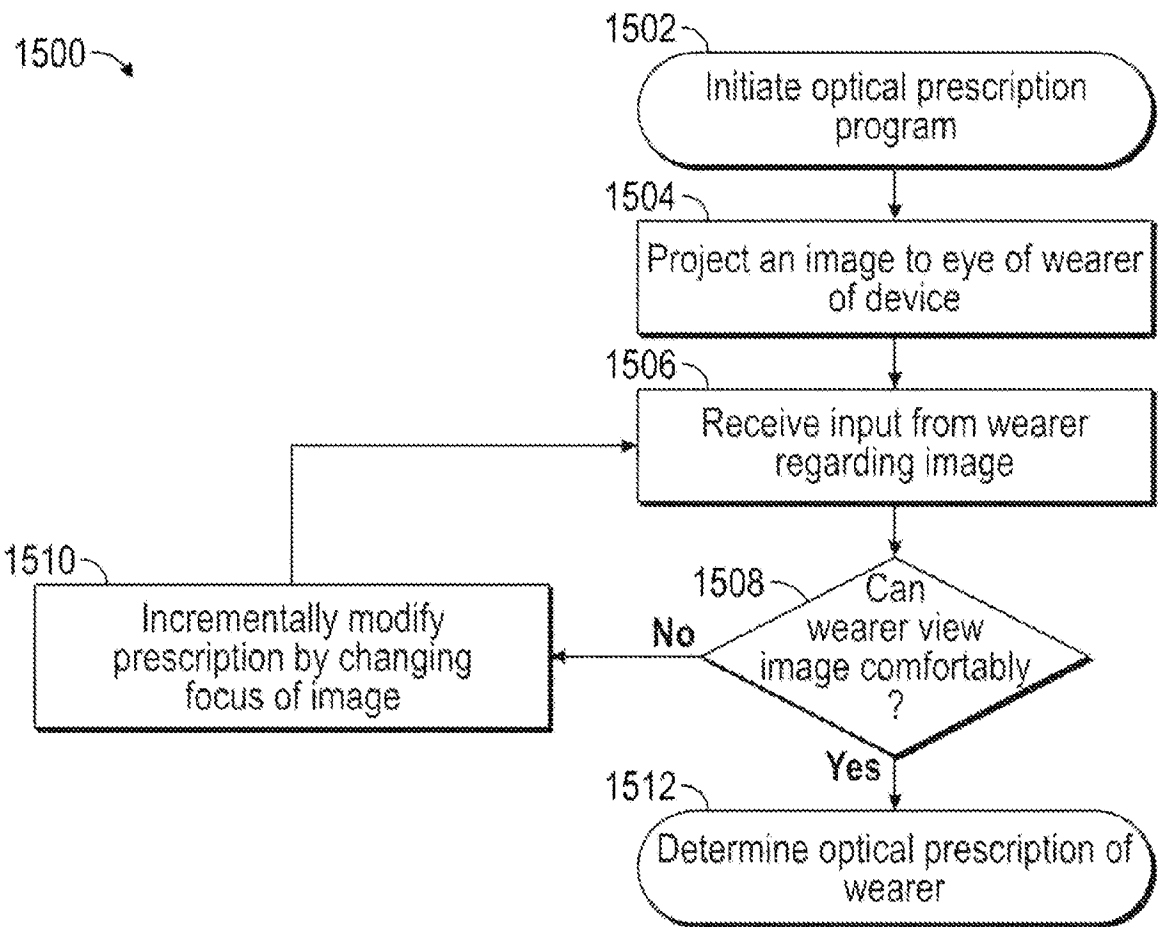 1500
1502
Initiate optical prescription
program
1504
Project an image to eye of wearer
of device
1506
Receive input from wearer
regarding image
1508
Can
wearer view
image comfortably
?
No
1510
Incrementally modify
prescription by changing
focus of image
Yes
1512
Determine optical prescription of
wearer